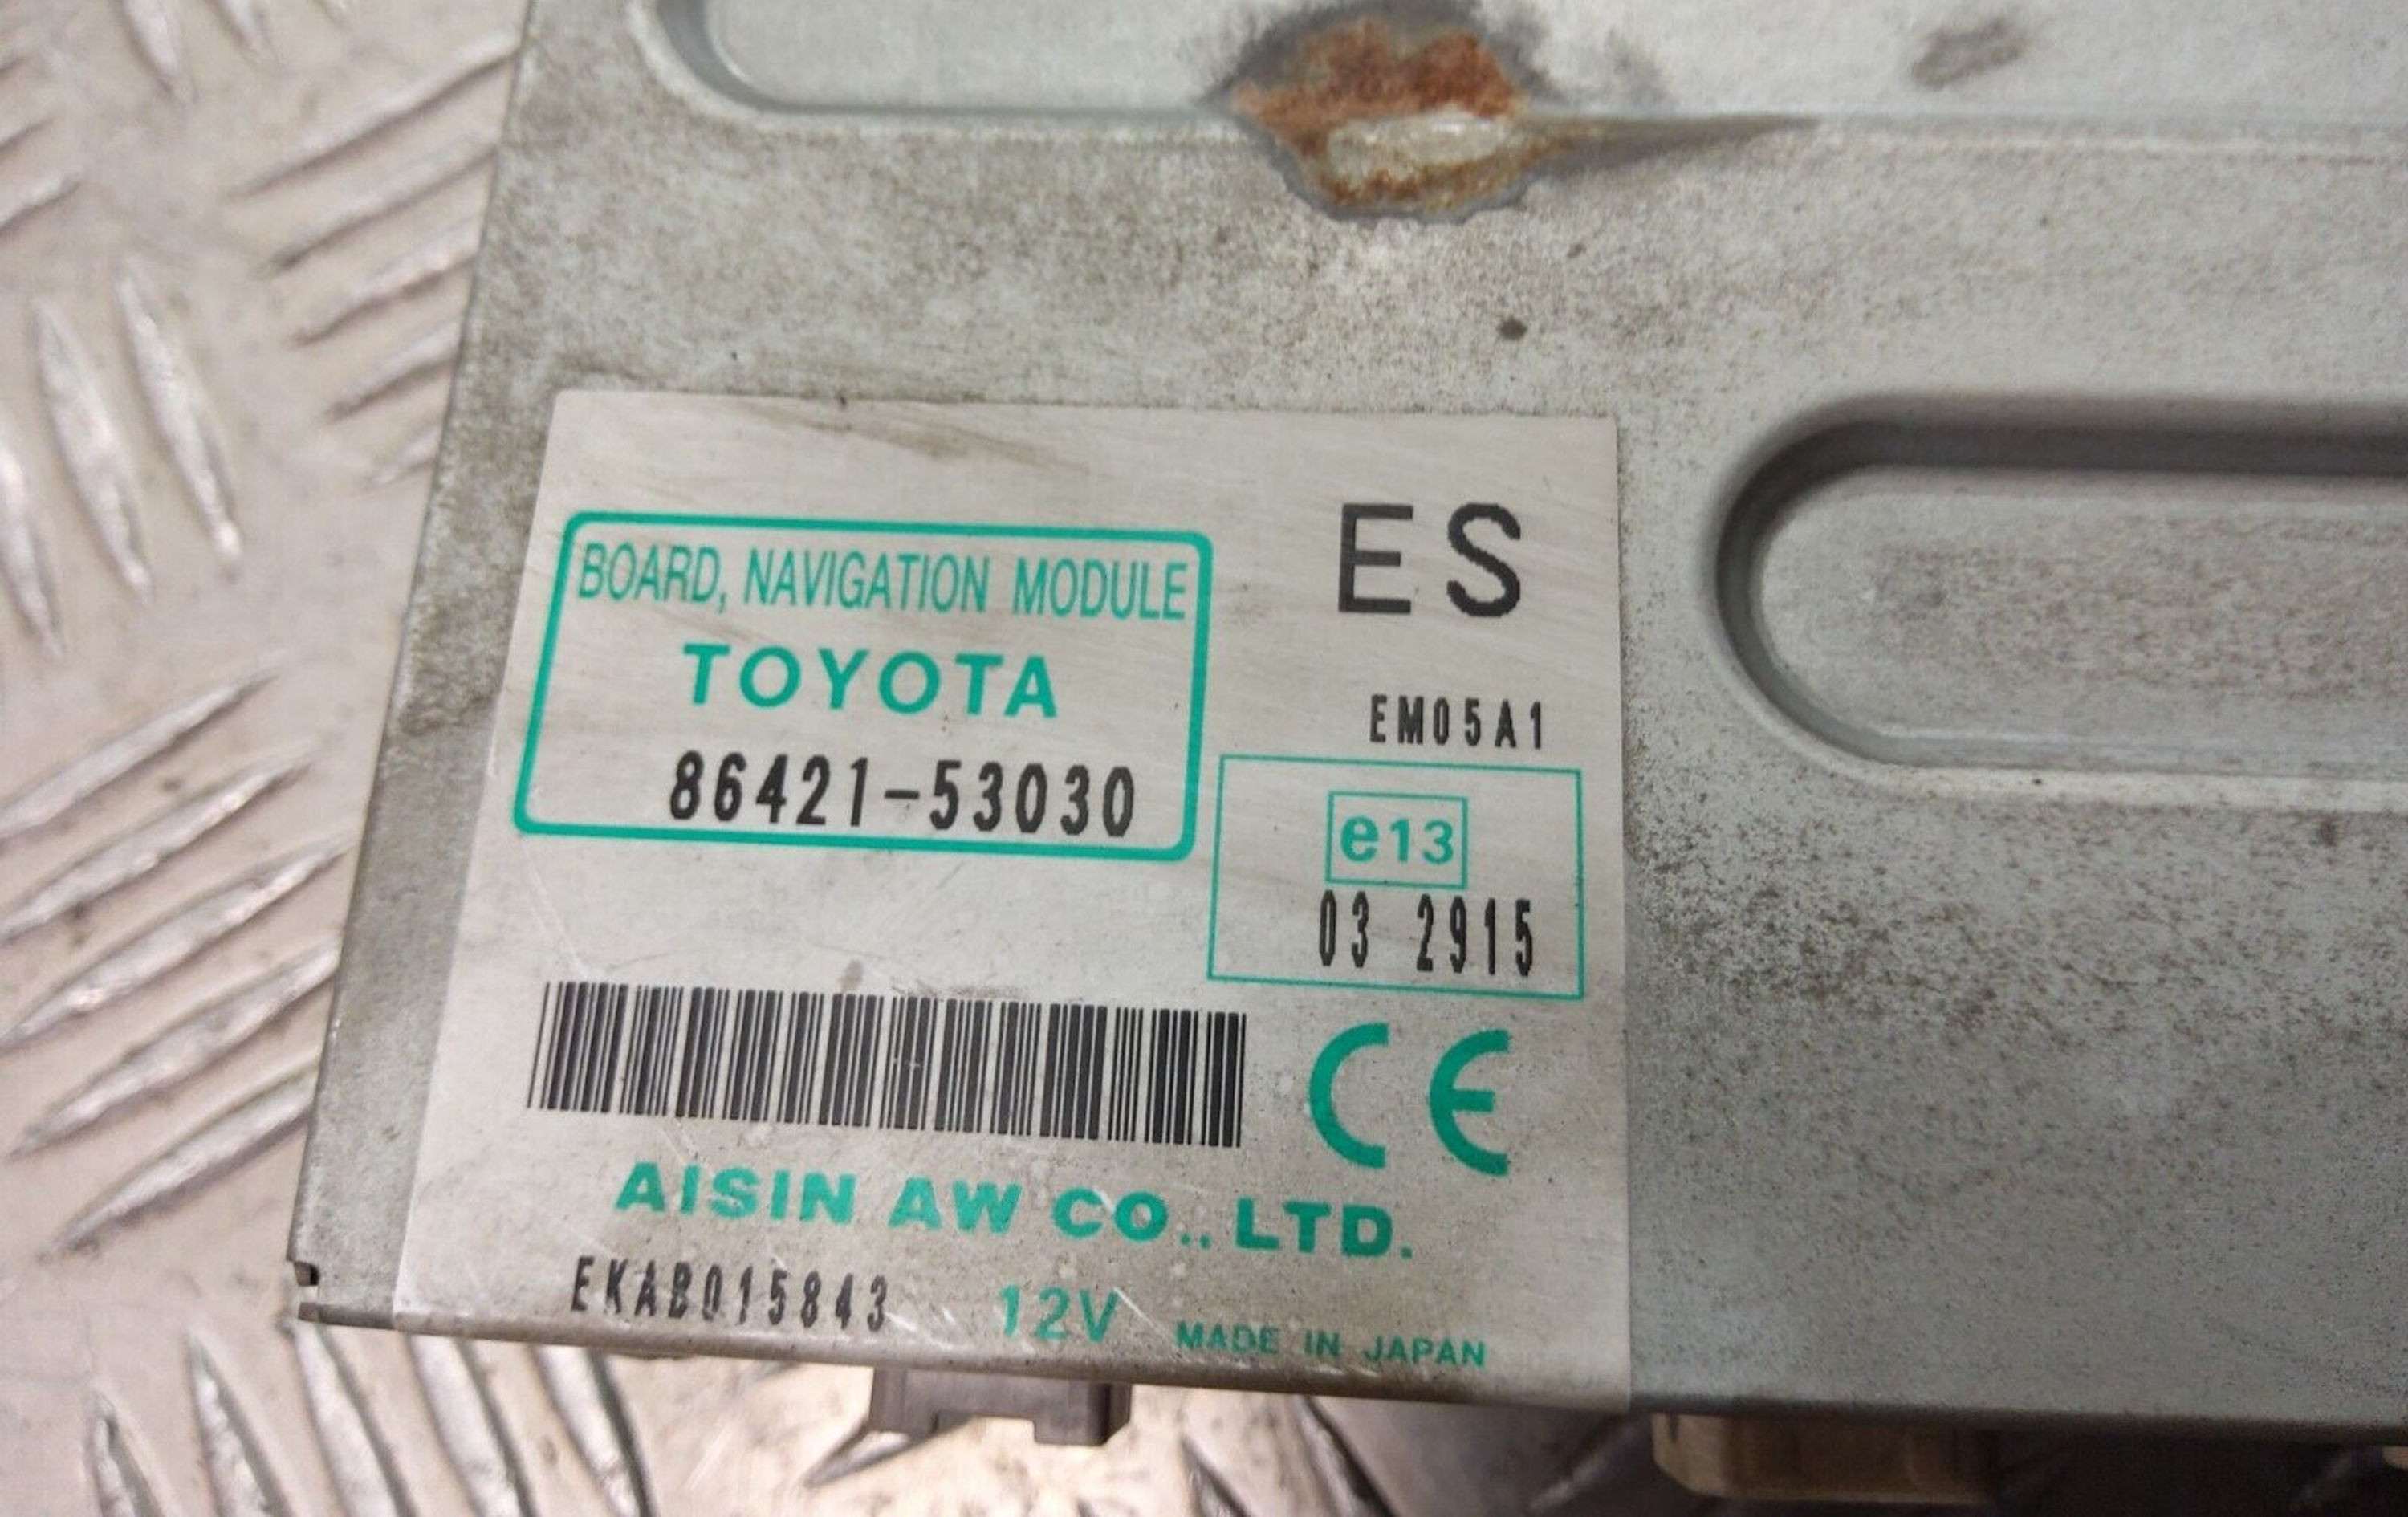 ES
BOARD, NAVIGATION MODULE
TOYOTA
86421-53030
EM05A1
e13
03 2915
CE
AISIN AW CO., LTD.
EKAB015843 12V MADE IN JAPAN